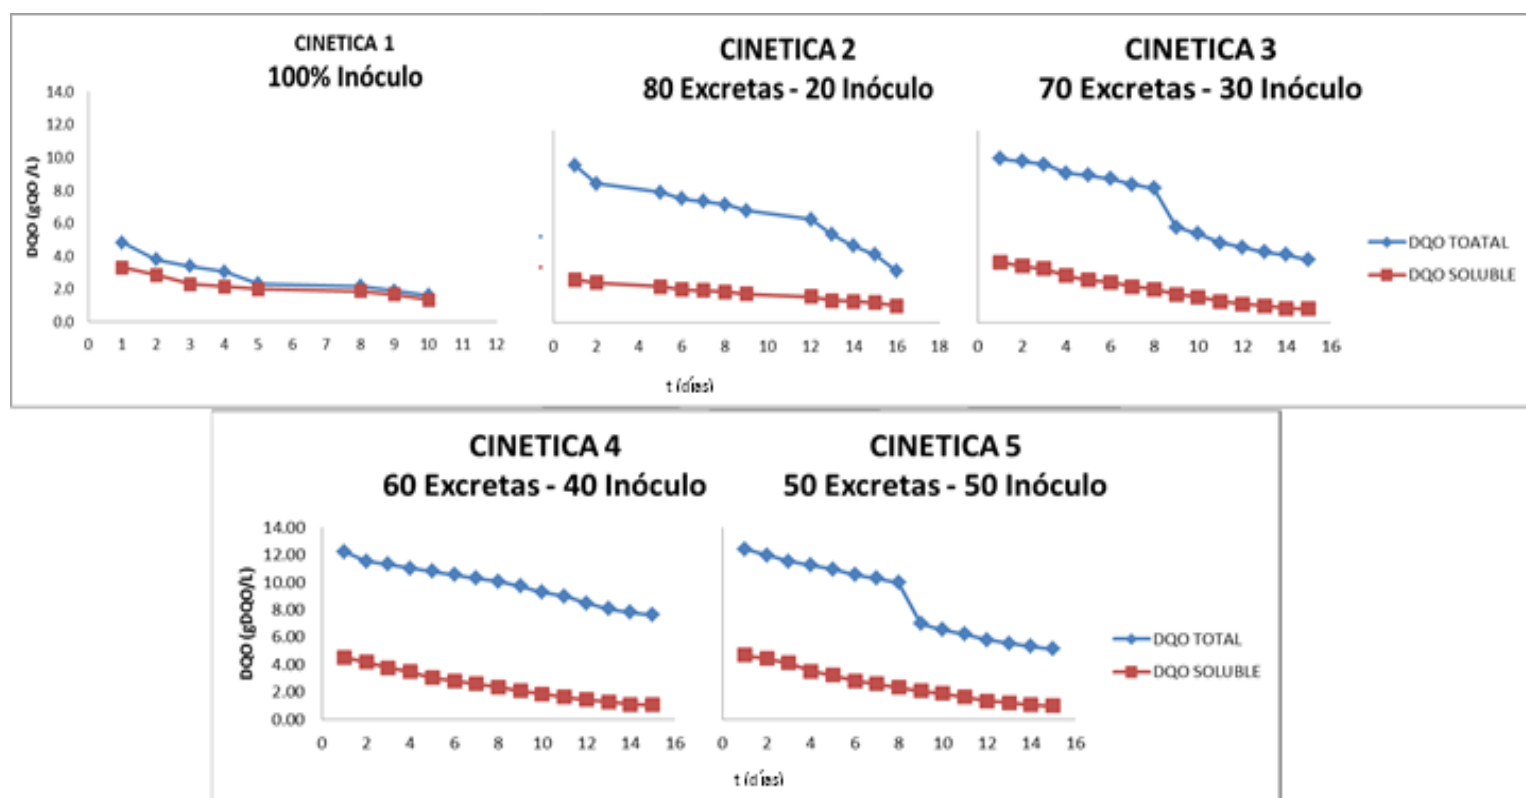 CINETICA 1
100% Inóculo
CINETICA 2
80 Excretas - 20 Inóculo
CINETICA 3
70 Excretas - 30 Inóculo
DQO (gQO /L)
14.0
12.0
10.0
8.0
6.0
4.0
2.0
0.0
0 1 2 3 4 5 6 7 8 9 10 11 12
0 2 4 6 8 10 12 14 16 18
0 2 4 6 8 10 12 14 16
t (días)
DQO TOATAL
DQO SOLUBLE
CINETICA 4
60 Excretas - 40 Inóculo
CINETICA 5
50 Excretas - 50 Inóculo
DQO (gDQO/L)
14.00
12.00
10.00
8.00
6.00
4.00
2.00
0.00
0 2 4 6 8 10 12 14 16
0 2 4 6 8 10 12 14 16
t (días)
DQO TOTAL
DQO SOLUBLE